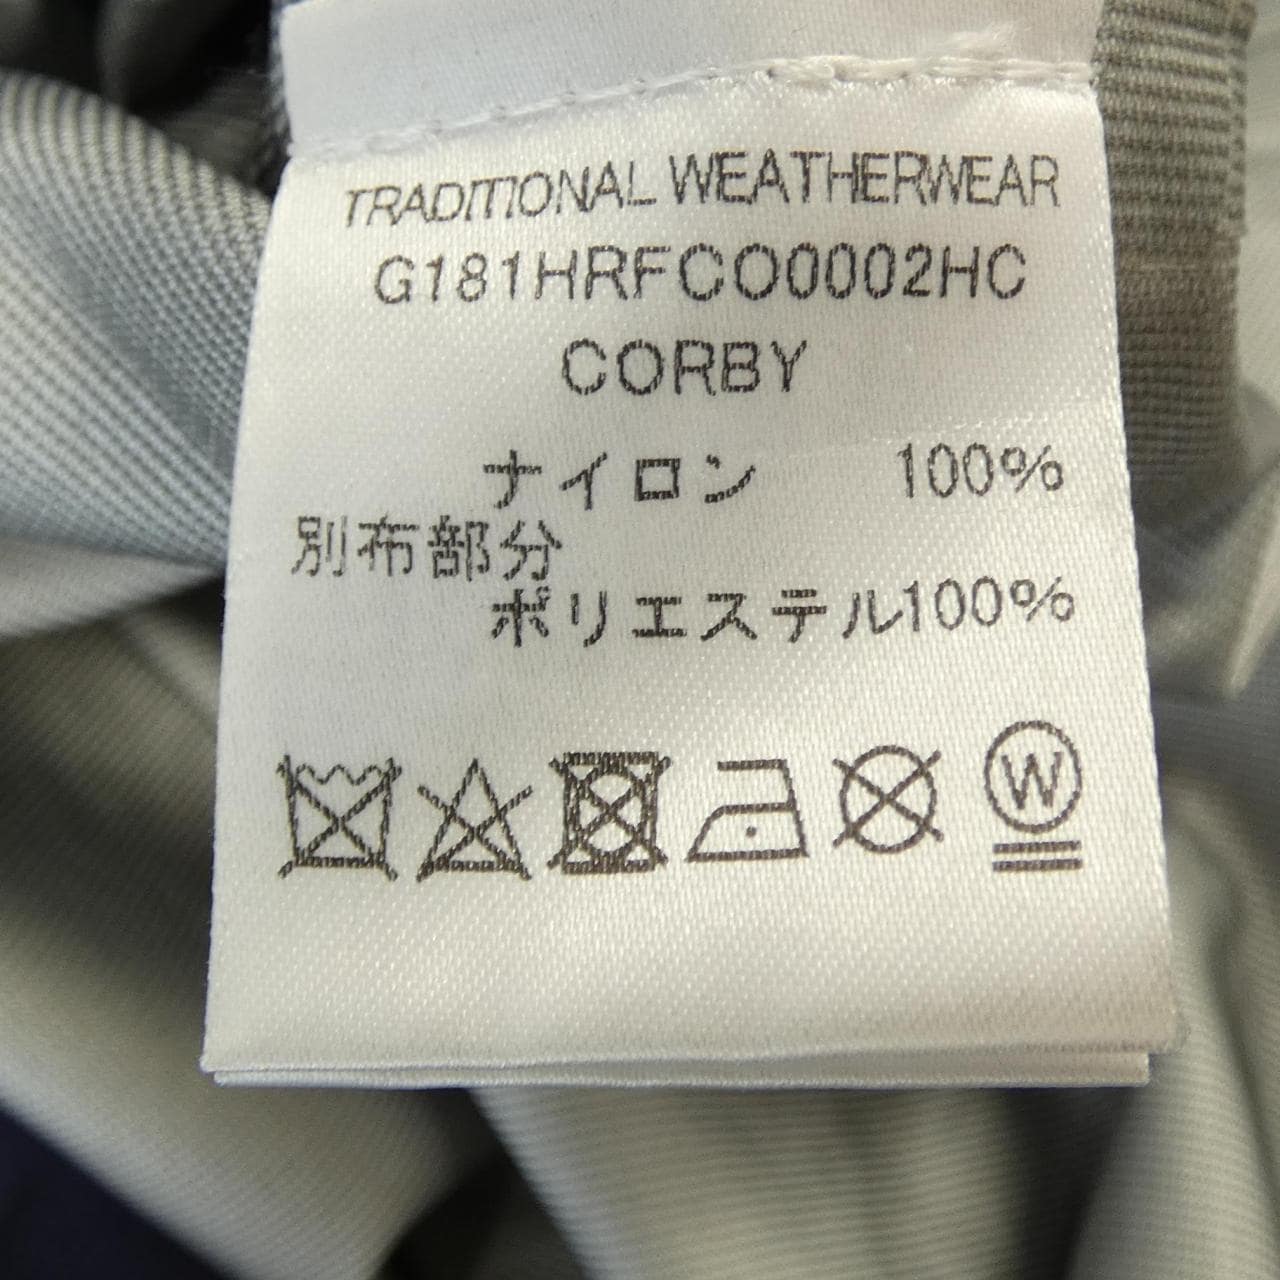 TRADITIONAL WEATHERWEAR
G181HRFCO0002HC
CORBY
ナイロン 100%
別布部分
ポリエステル100%
W